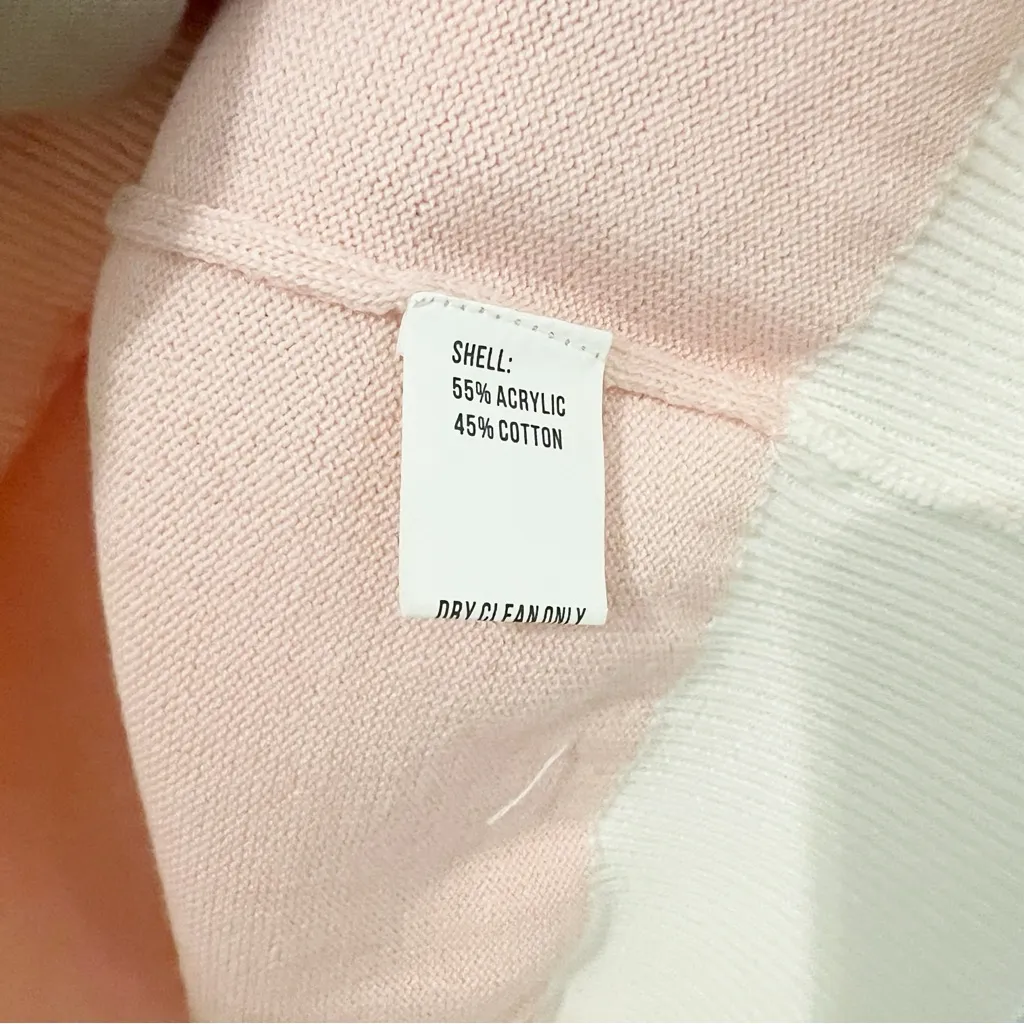 SHELL:
55% ACRYLIC
45% COTTON
DRY CLEAN ONLY